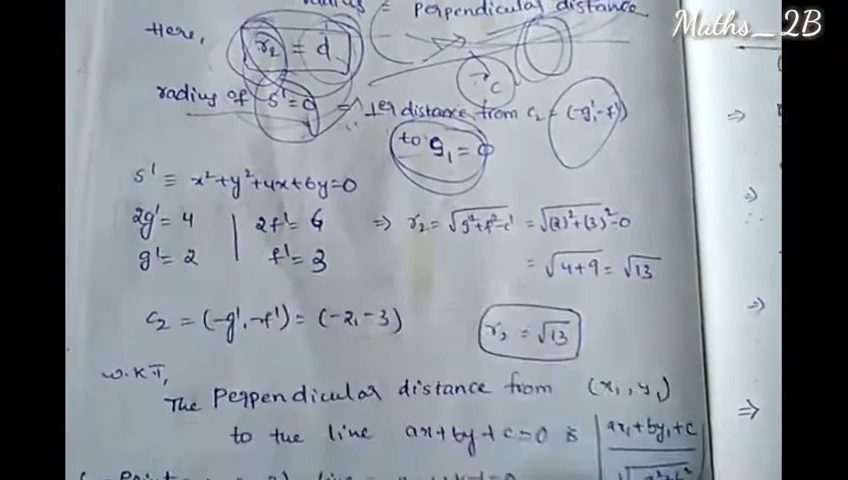 radius = perpendicular distance
Maths_2B
Here,
r₂ = d
radius of S' = 0 => ⊥er distance from C₂ = (-g', -f')
to S₁ = 0
S' ≡ x²+y²+4x+6y=0
2g' = 4 | 2f' = 6 => r₂ = √g'²+f'²-c' = √(2)²+(3)²-0
g' = 2 | f' = 3 = √4+9 = √13
C₂ = (-g', -f') = (-2, -3)
r₂ = √13
W.K.T,
The perpendicular distance from (x₁, y₁)
to the line ax+by+c=0 is |ax₁+by₁+c / √a²+b²|